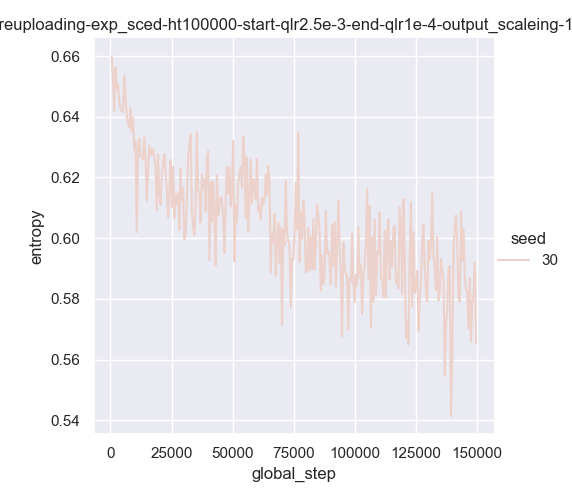 reuploading-exp_sced-ht100000-start-qlr2.5e-3-end-qlr1e-4-output_scaleing-1
0.66
0.64
0.62
0.60
0.58
0.56
0.54
entropy
0 25000 50000 75000 100000 125000 150000
global_step
seed
30